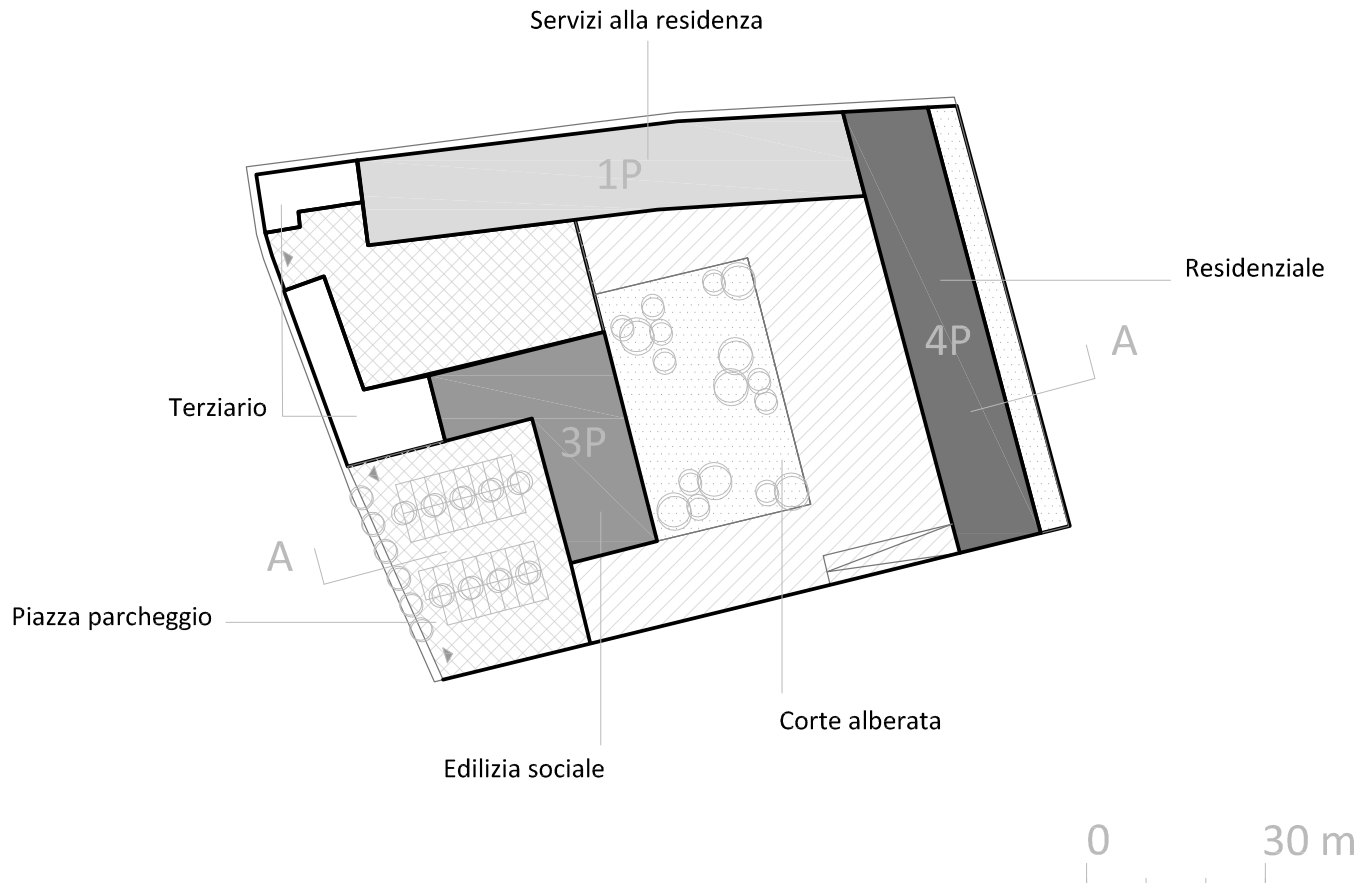 Servizi alla residenza
1P
Residenziale
4P
A
Terziario
3P
A
Piazza parcheggio
Corte alberata
Edilizia sociale
0 30 m